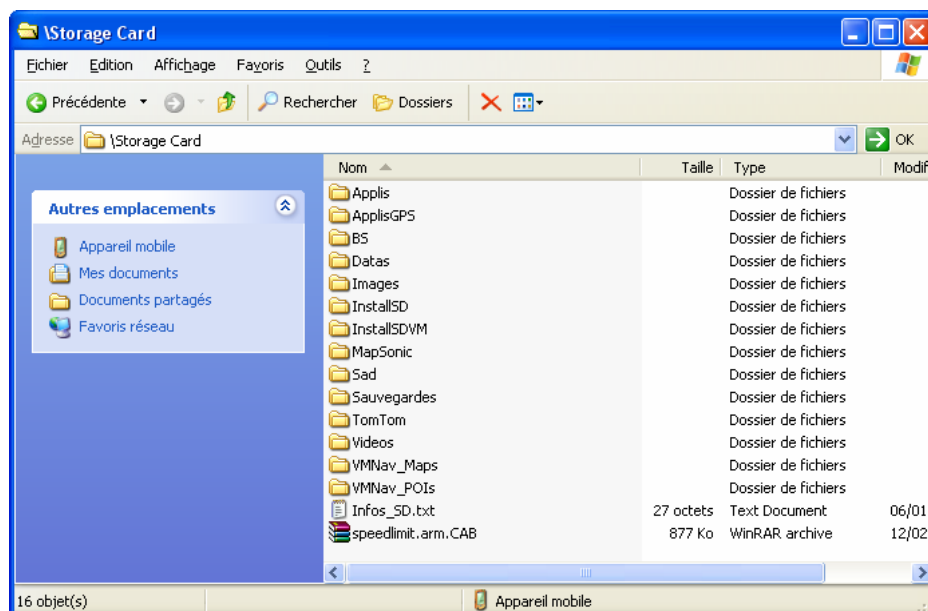 \Storage Card
Fichier Edition Affichage Favoris Outils ?
Précédente Rechercher Dossiers
Adresse \Storage Card OK
Nom Taille Type Modif
Autres emplacements
Appareil mobile
Mes documents
Documents partagés
Favoris réseau
Applis Dossier de fichiers
ApplisGPS Dossier de fichiers
BS Dossier de fichiers
Datas Dossier de fichiers
Images Dossier de fichiers
InstallSD Dossier de fichiers
InstallSDVM Dossier de fichiers
MapSonic Dossier de fichiers
Sad Dossier de fichiers
Sauvegardes Dossier de fichiers
TomTom Dossier de fichiers
Videos Dossier de fichiers
VMNav_Maps Dossier de fichiers
VMNav_POIs Dossier de fichiers
Infos_SD.txt 27 octets Text Document 06/01
speedlimit.arm.CAB 877 Ko WinRAR archive 12/02
16 objet(s) Appareil mobile